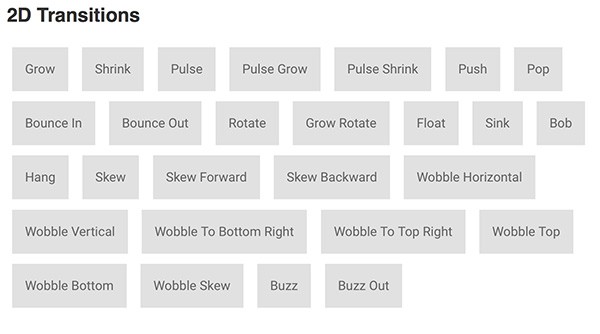 2D Transitions
Grow Shrink Pulse Pulse Grow Pulse Shrink Push Pop
Bounce In Bounce Out Rotate Grow Rotate Float Sink Bob
Hang Skew Skew Forward Skew Backward Wobble Horizontal
Wobble Vertical Wobble To Bottom Right Wobble To Top Right Wobble Top
Wobble Bottom Wobble Skew Buzz Buzz Out